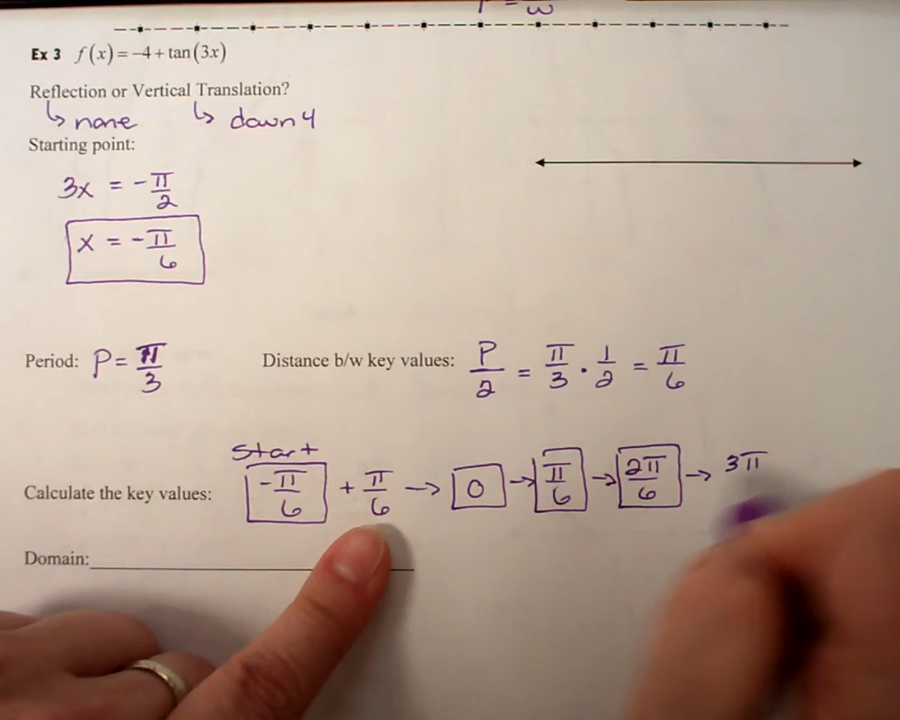 Ex 3 f(x) = -4 + tan(3x)
Reflection or Vertical Translation?
↳ none ↳ down 4
Starting point:
3x = -π/2
x = -π/6
Period: P = π/3 Distance b/w key values: P/2 = π/3 · 1/2 = π/6
Start
Calculate the key values: -π/6 + π/6 → 0 → π/6 → 2π/6 → 3π
Domain: